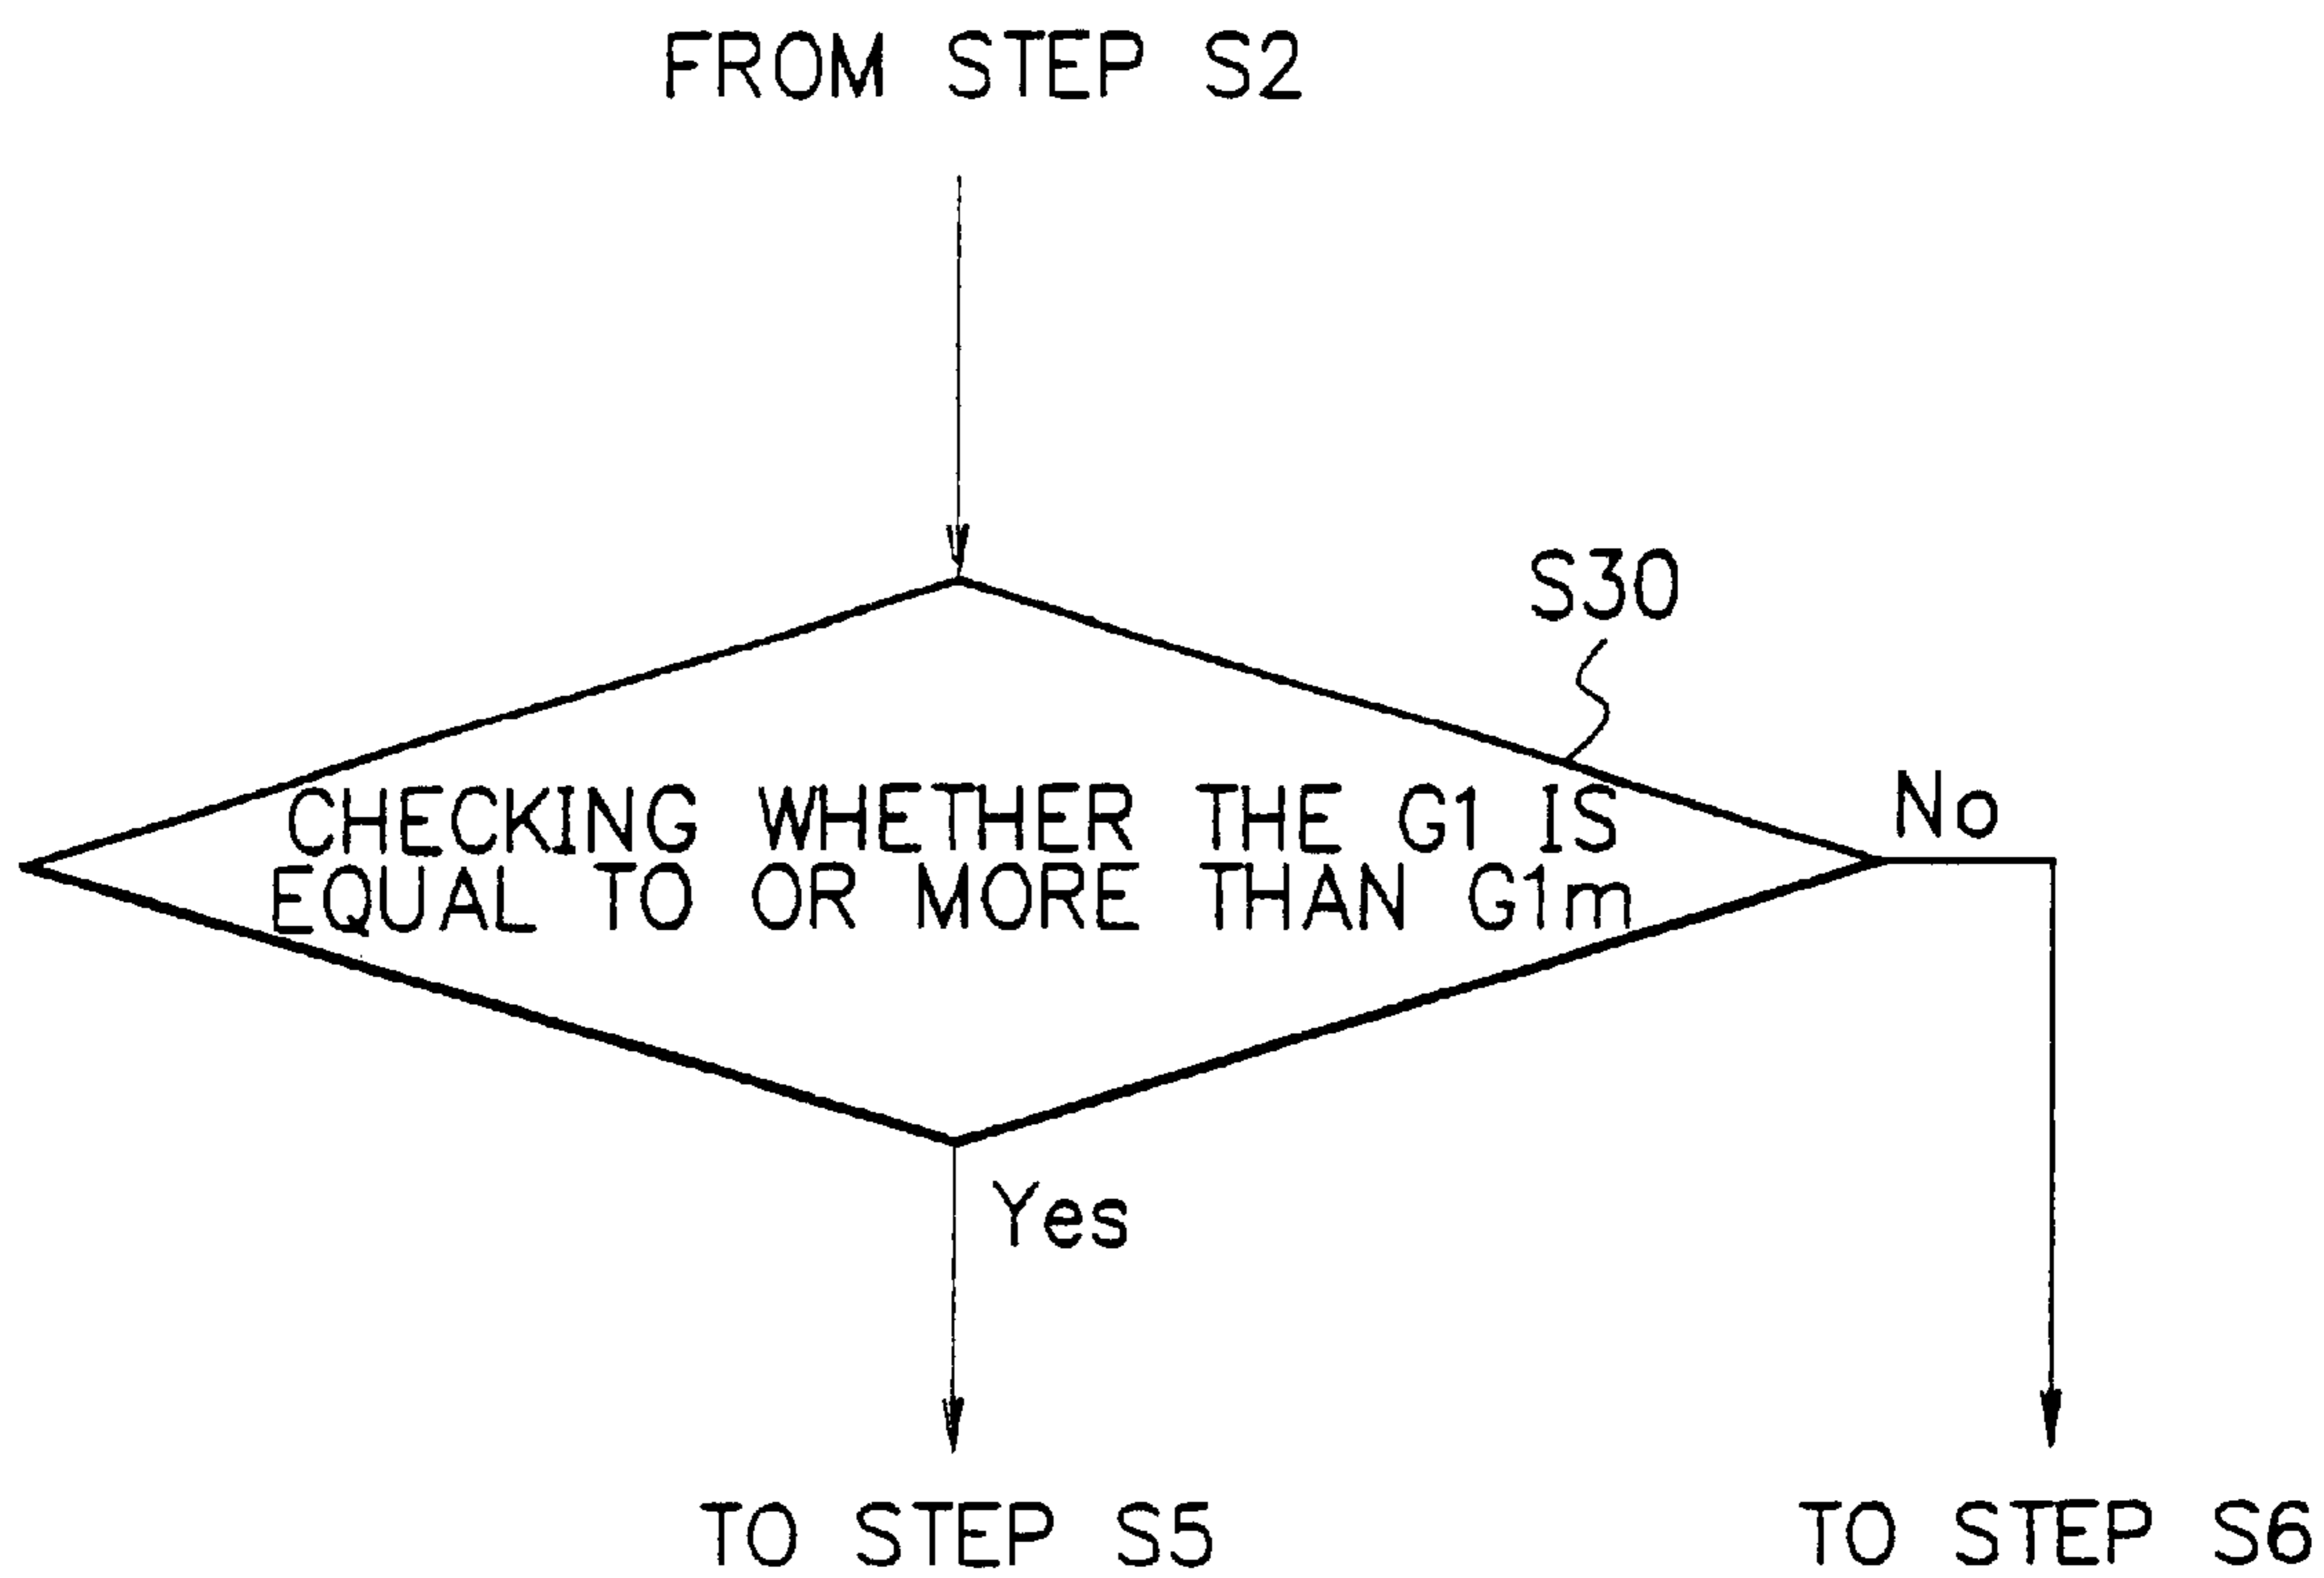 FROM STEP S2
S30
CHECKING WHETHER THE G1 IS
EQUAL TO OR MORE THAN G1m
No
Yes
TO STEP S5
TO STEP S6